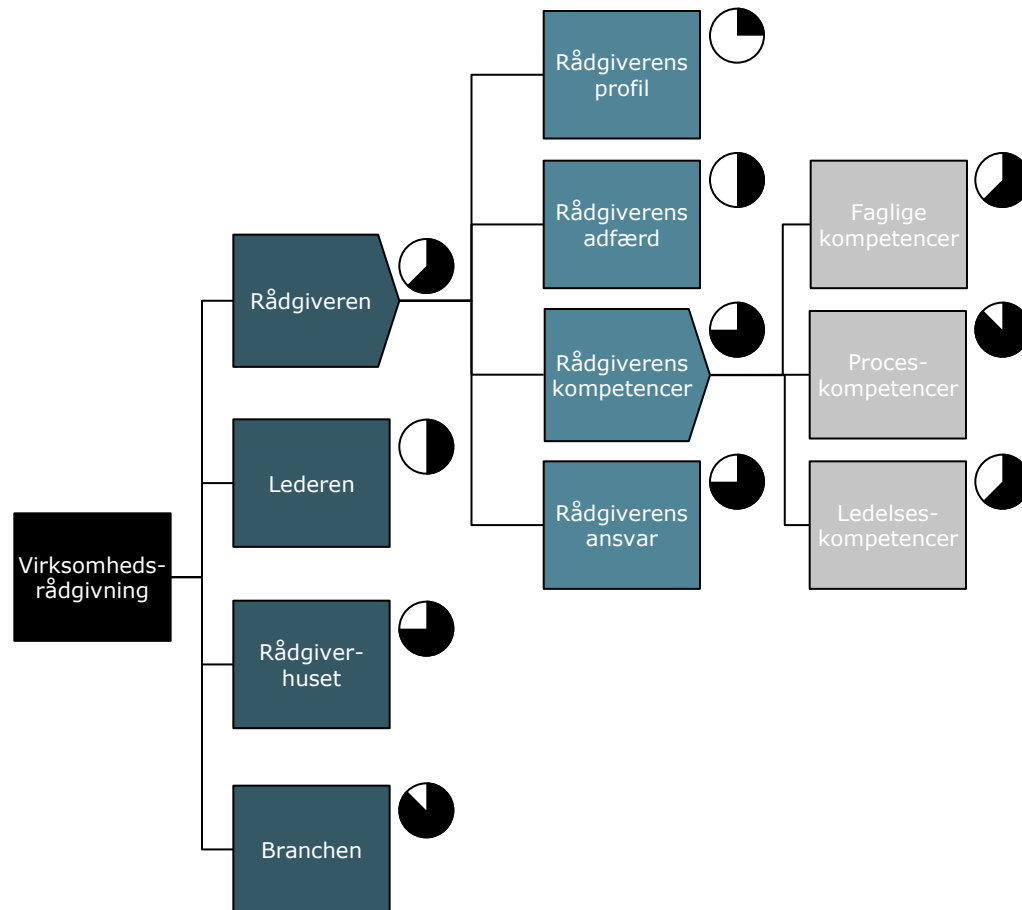 Virksomheds-
rådgivning
Rådgiveren
Lederen
Rådgiver-
huset
Branchen
Rådgiverens
profil
Rådgiverens
adfærd
Rådgiverens
kompetencer
Rådgiverens
ansvar
Faglige
kompetencer
Proces-
kompetencer
Ledelses-
kompetencer